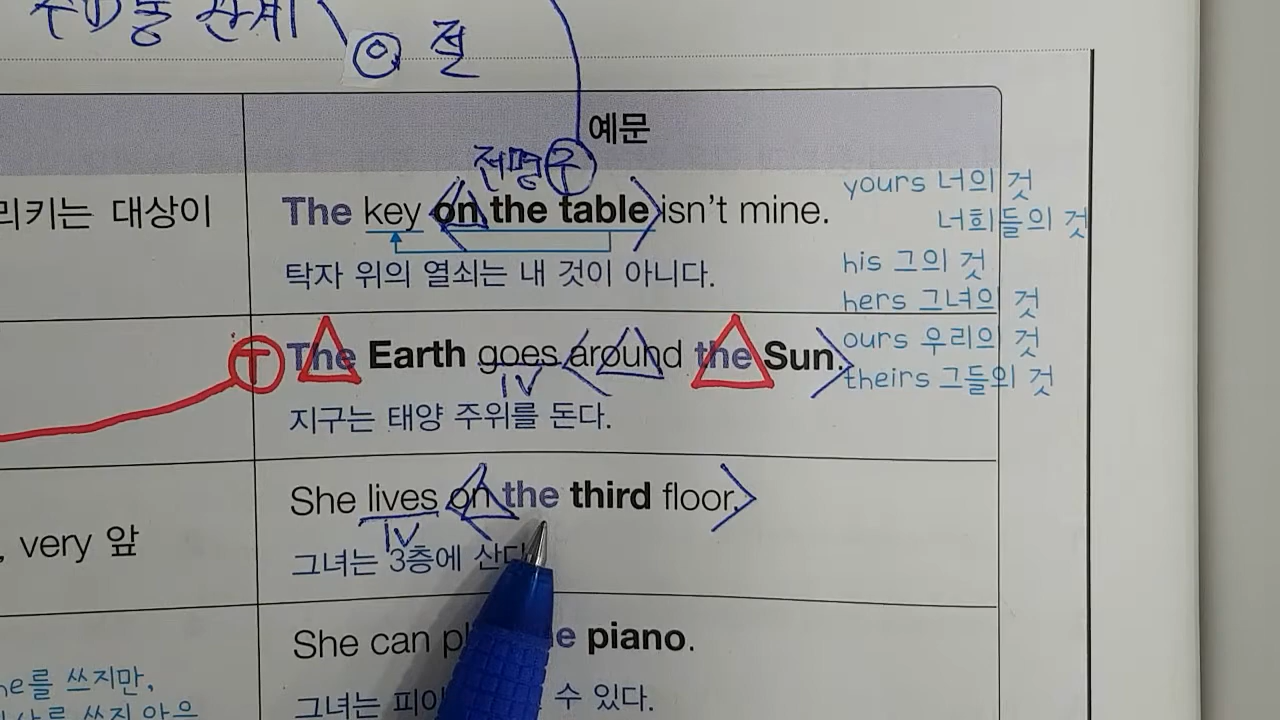 수 동 관계
절
예문
전명구
리키는 대상이
The key on the table isn't mine.
탁자 위의 열쇠는 내 것이 아니다.
yours 너의 것
너희들의 것
his 그의 것
hers 그녀의 것
ours 우리의 것
theirs 그들의 것
T
The Earth goes around the Sun.
IV
지구는 태양 주위를 돈다.
, very 앞
She lives on the third floor.
IV
그녀는 3층에 산다
She can pl e piano.
그녀는 피아 수 있다.
he를 쓰지만,